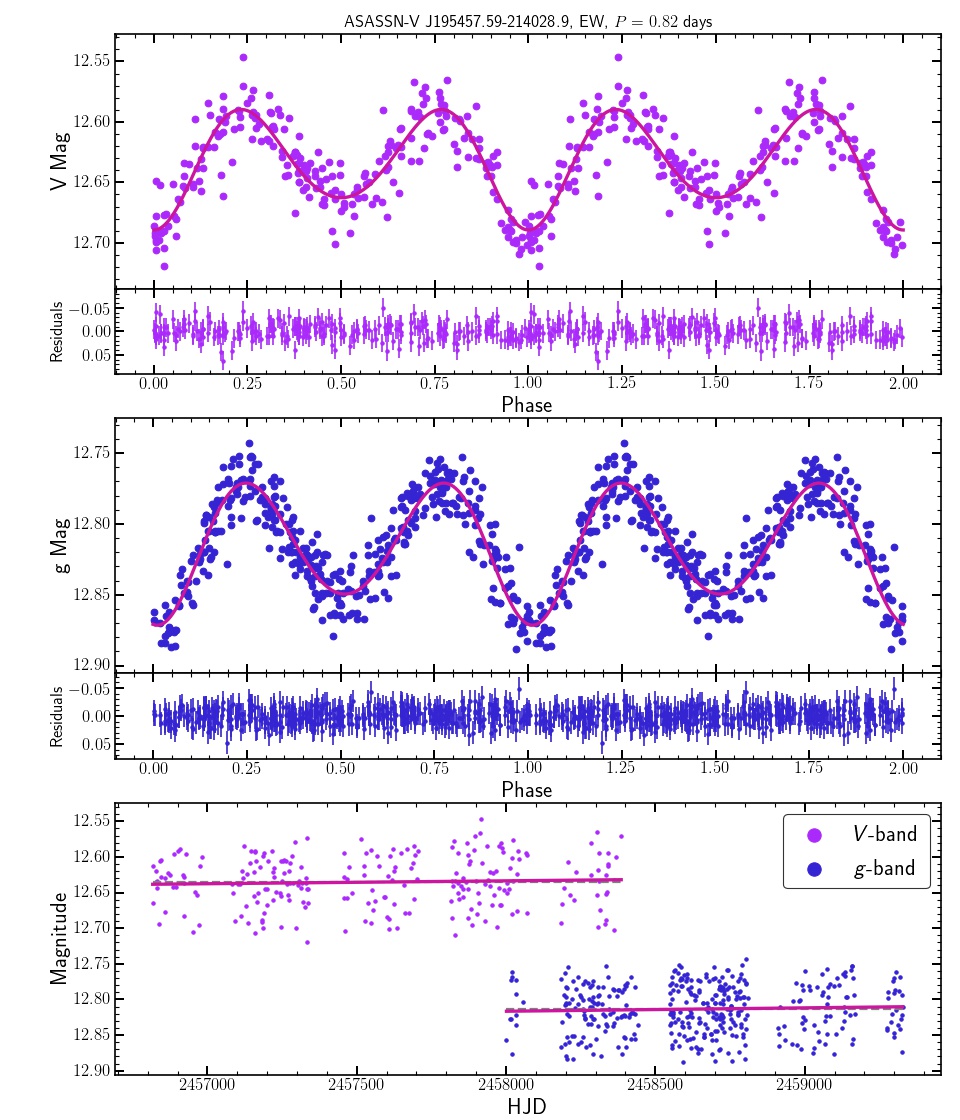 ASASSN-V J195457.59-214028.9, EW, P = 0.82 days
V Mag
12.55
12.60
12.65
12.70
Residuals
−0.05
0.00
0.05
0.00 0.25 0.50 0.75 1.00 1.25 1.50 1.75 2.00
Phase
g Mag
12.75
12.80
12.85
12.90
Residuals
−0.05
0.00
0.05
0.00 0.25 0.50 0.75 1.00 1.25 1.50 1.75 2.00
Phase
Magnitude
12.55
12.60
12.65
12.70
12.75
12.80
12.85
12.90
V-band
g-band
2457000 2457500 2458000 2458500 2459000
HJD